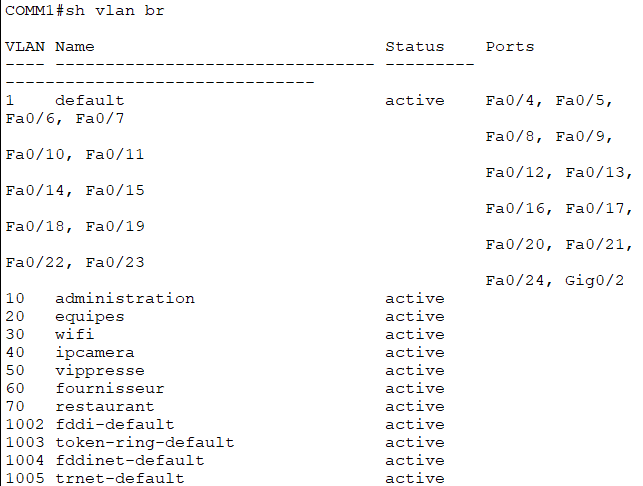 COMM1#sh vlan br
VLAN Name Status Ports
---- -------------------------------- ---------
-------------------------------
1 default active Fa0/4, Fa0/5,
Fa0/6, Fa0/7
Fa0/8, Fa0/9,
Fa0/10, Fa0/11
Fa0/12, Fa0/13,
Fa0/14, Fa0/15
Fa0/16, Fa0/17,
Fa0/18, Fa0/19
Fa0/20, Fa0/21,
Fa0/22, Fa0/23
Fa0/24, Gig0/2
10 administration active
20 equipes active
30 wifi active
40 ipcamera active
50 vippresse active
60 fournisseur active
70 restaurant active
1002 fddi-default active
1003 token-ring-default active
1004 fddinet-default active
1005 trnet-default active